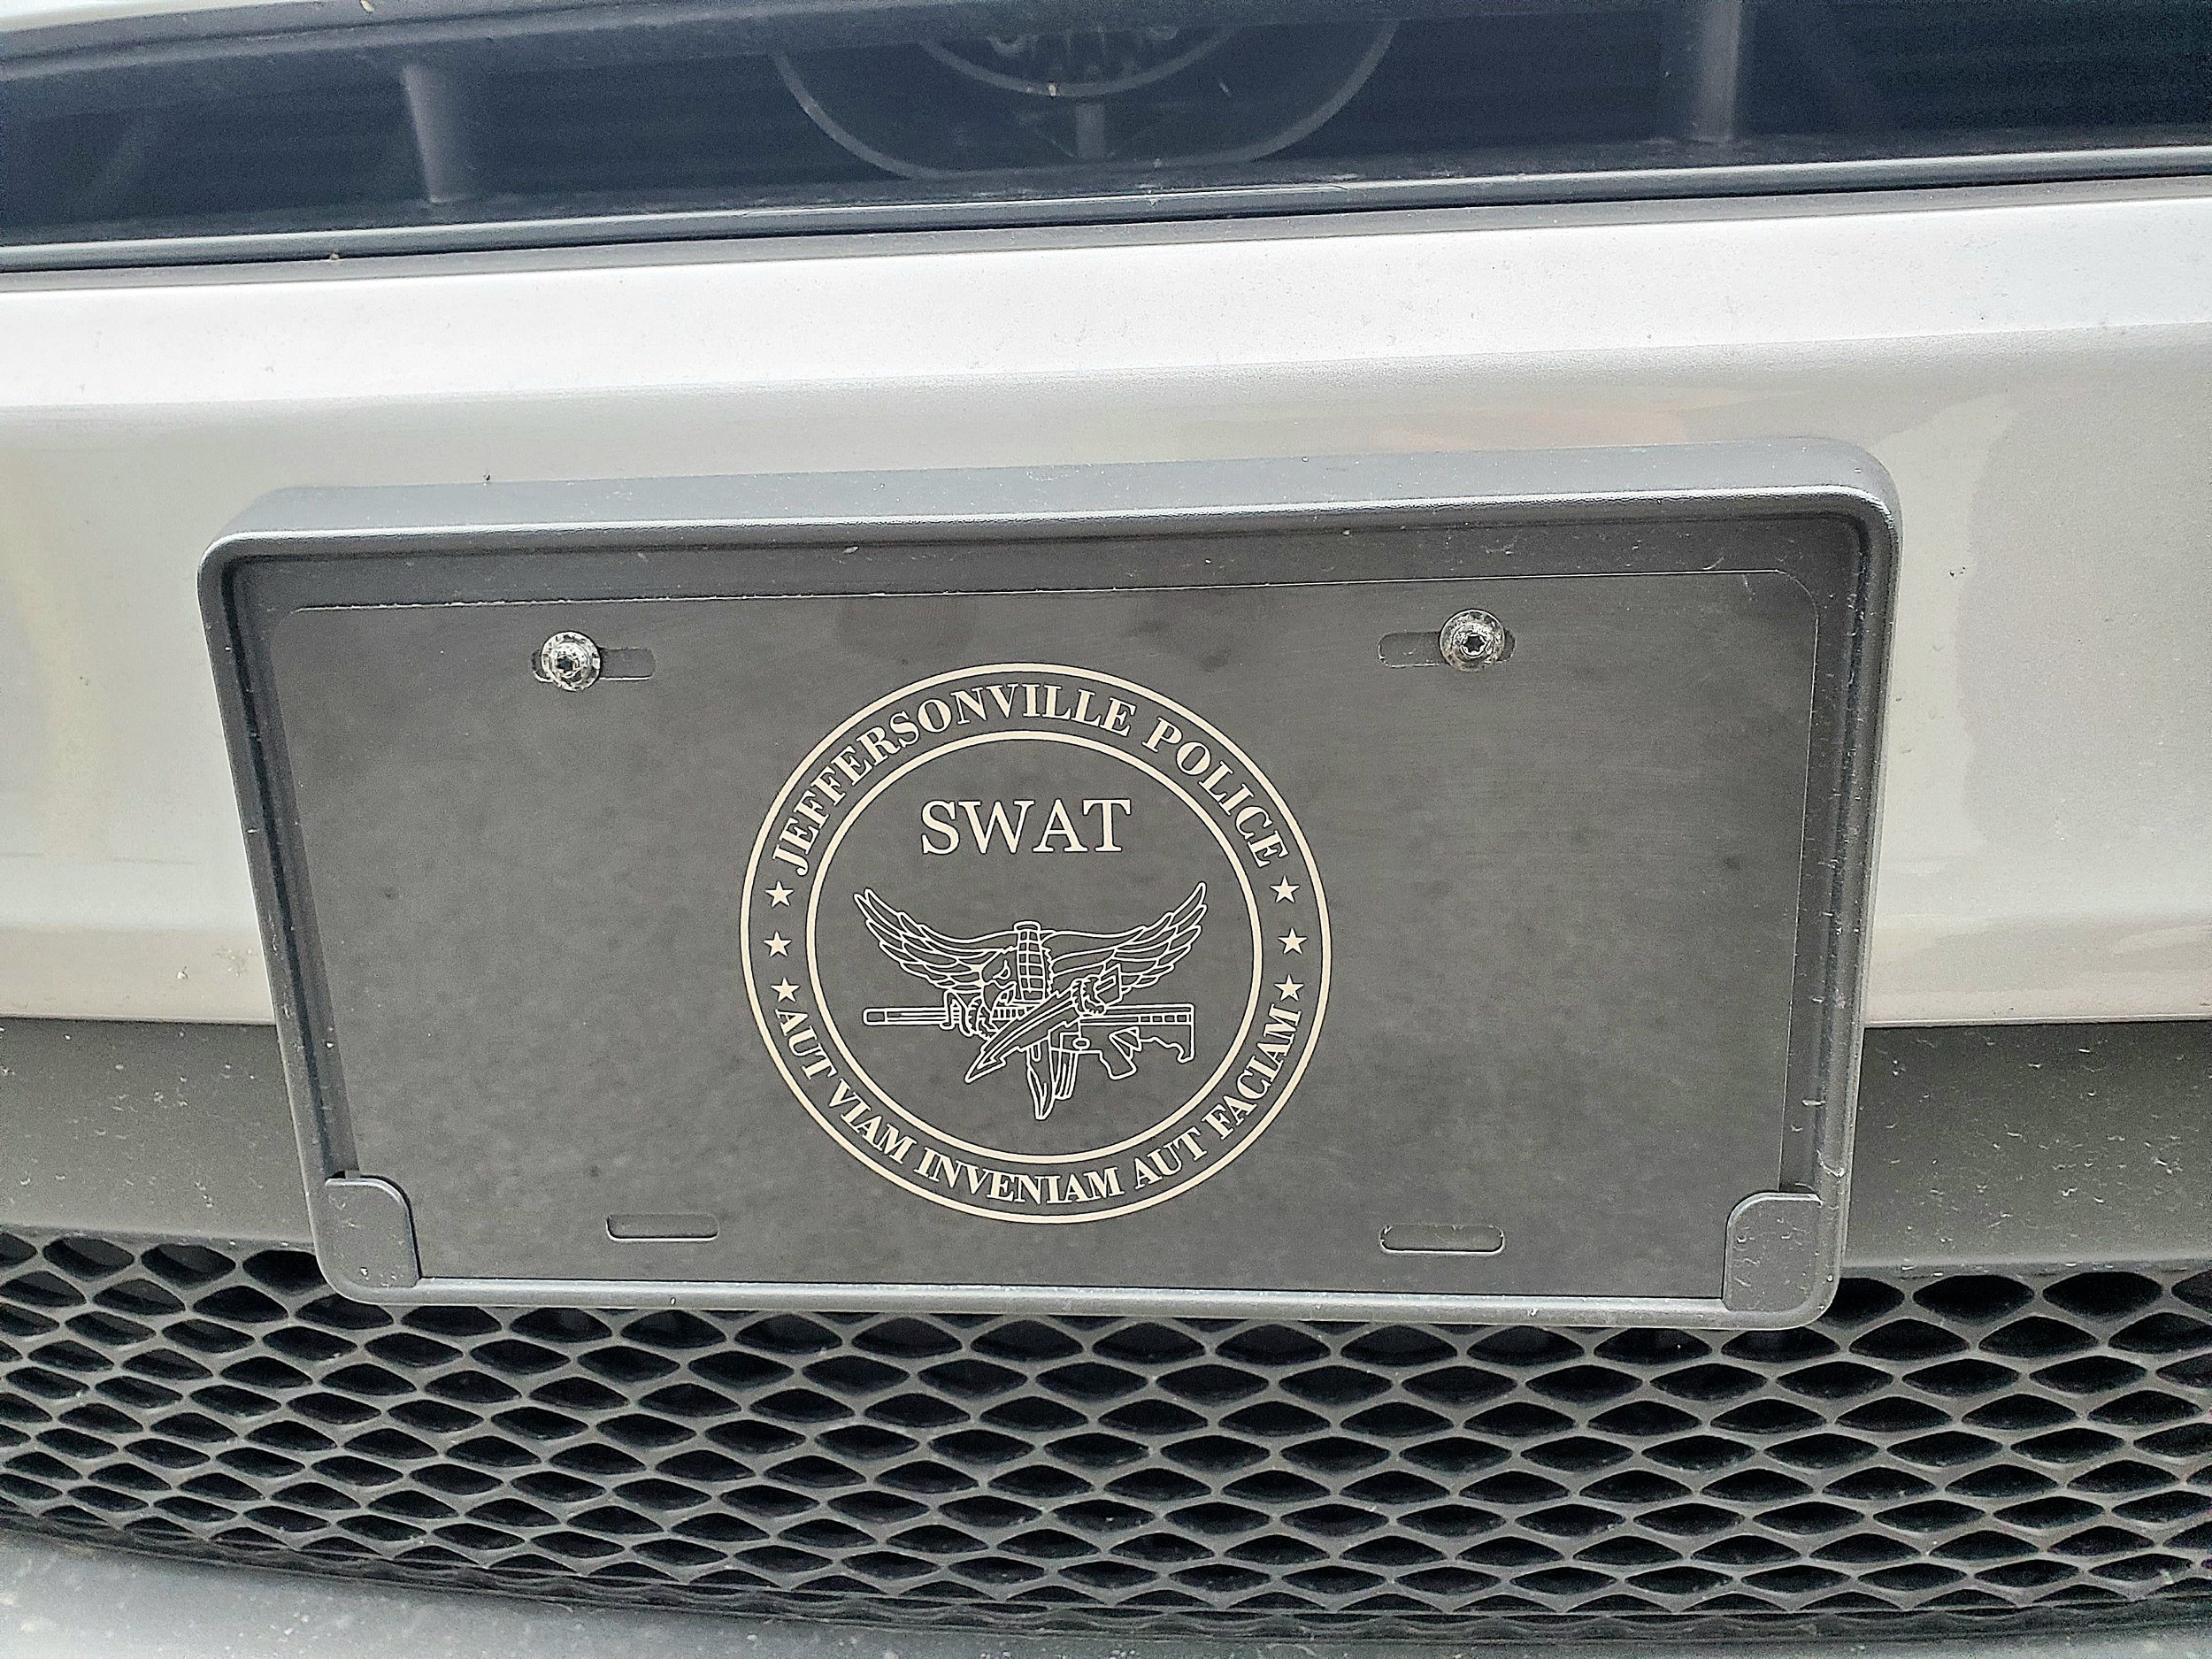 JEFFERSONVILLE POLICE
SWAT
AUT VIAM INVENIAM AUT FACIAM